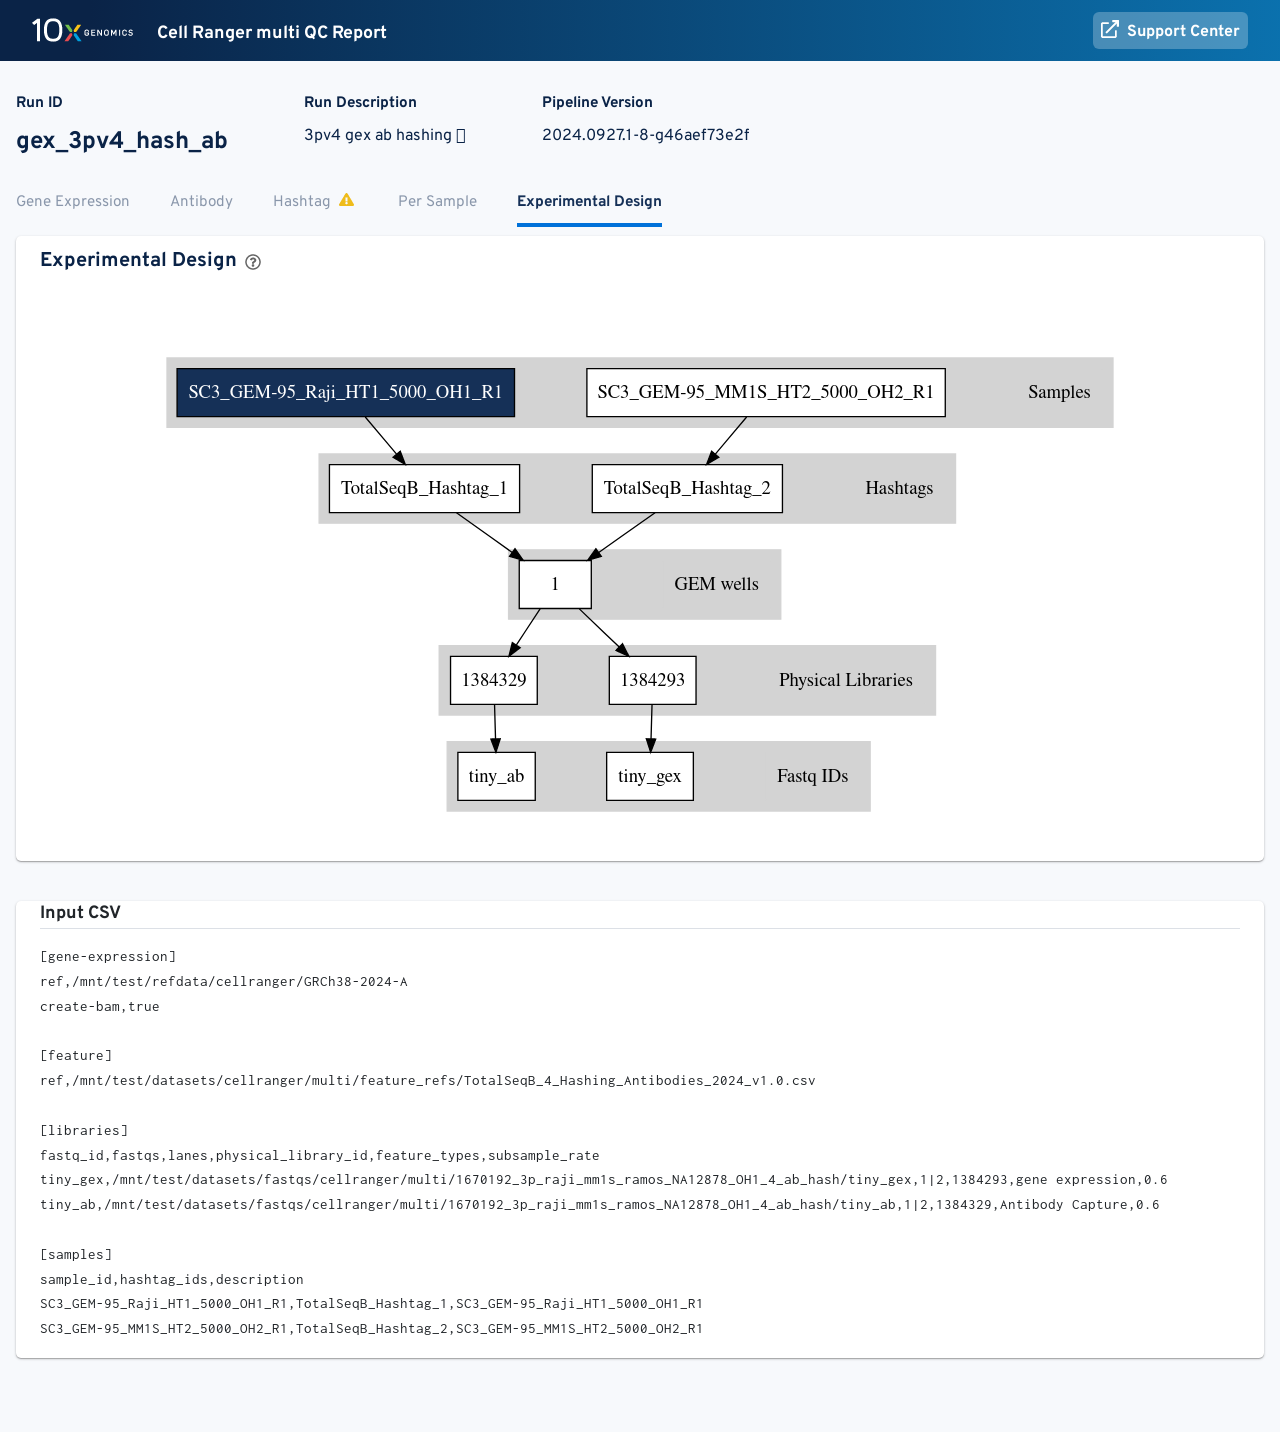 10x GENOMICS Cell Ranger multi QC Report Support Center
Run ID Run Description Pipeline Version
gex_3pv4_hash_ab 3pv4 gex ab hashing 2024.0927.1-8-g46aef73e2f
Gene Expression Antibody Hashtag Per Sample Experimental Design
Experimental Design
SC3_GEM-95_Raji_HT1_5000_OH1_R1 SC3_GEM-95_MM1S_HT2_5000_OH2_R1 Samples
TotalSeqB_Hashtag_1 TotalSeqB_Hashtag_2 Hashtags
1 GEM wells
1384329 1384293 Physical Libraries
tiny_ab tiny_gex Fastq IDs
Input CSV
[gene-expression]
ref,/mnt/test/refdata/cellranger/GRCh38-2024-A
create-bam,true
[feature]
ref,/mnt/test/datasets/cellranger/multi/feature_refs/TotalSeqB_4_Hashing_Antibodies_2024_v1.0.csv
[libraries]
fastq_id,fastqs,lanes,physical_library_id,feature_types,subsample_rate
tiny_gex,/mnt/test/datasets/fastqs/cellranger/multi/1670192_3p_raji_mm1s_ramos_NA12878_OH1_4_ab_hash/tiny_gex,1|2,1384293,gene expression,0.6
tiny_ab,/mnt/test/datasets/fastqs/cellranger/multi/1670192_3p_raji_mm1s_ramos_NA12878_OH1_4_ab_hash/tiny_ab,1|2,1384329,Antibody Capture,0.6
[samples]
sample_id,hashtag_ids,description
SC3_GEM-95_Raji_HT1_5000_OH1_R1,TotalSeqB_Hashtag_1,SC3_GEM-95_Raji_HT1_5000_OH1_R1
SC3_GEM-95_MM1S_HT2_5000_OH2_R1,TotalSeqB_Hashtag_2,SC3_GEM-95_MM1S_HT2_5000_OH2_R1